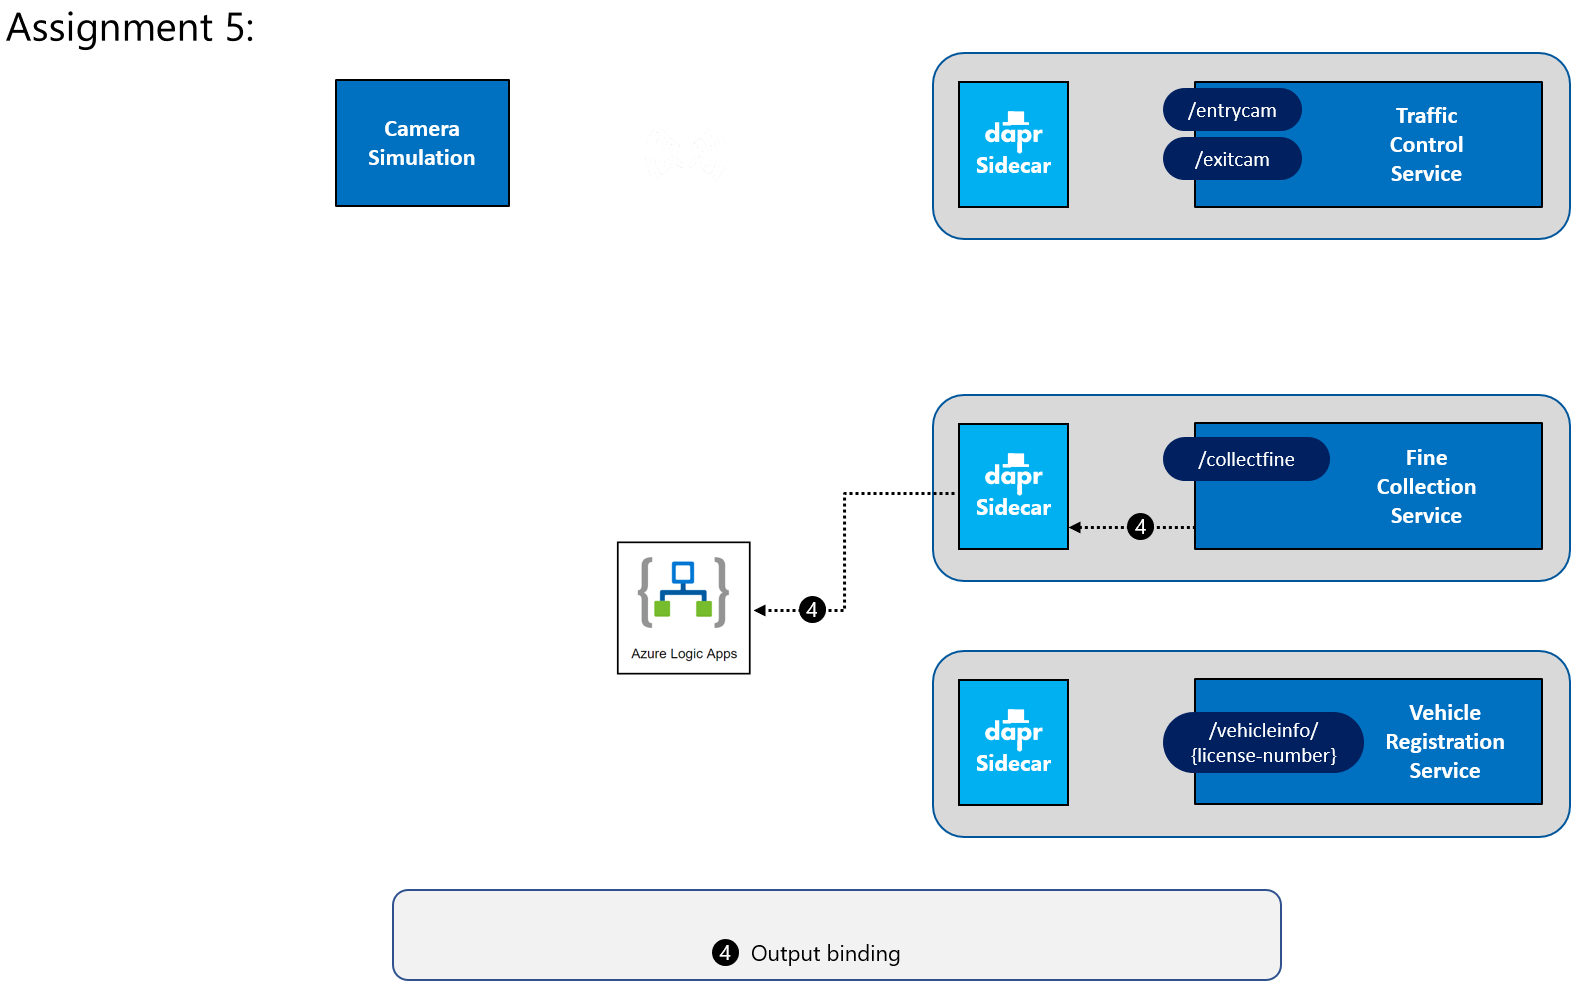 Assignment 5:
Camera
Simulation
dapr
Sidecar
/entrycam
/exitcam
Traffic
Control
Service
dapr
Sidecar
/collectfine
Fine
Collection
Service
4
4
Azure Logic Apps
dapr
Sidecar
/vehicleinfo/
{license-number}
Vehicle
Registration
Service
4 Output binding